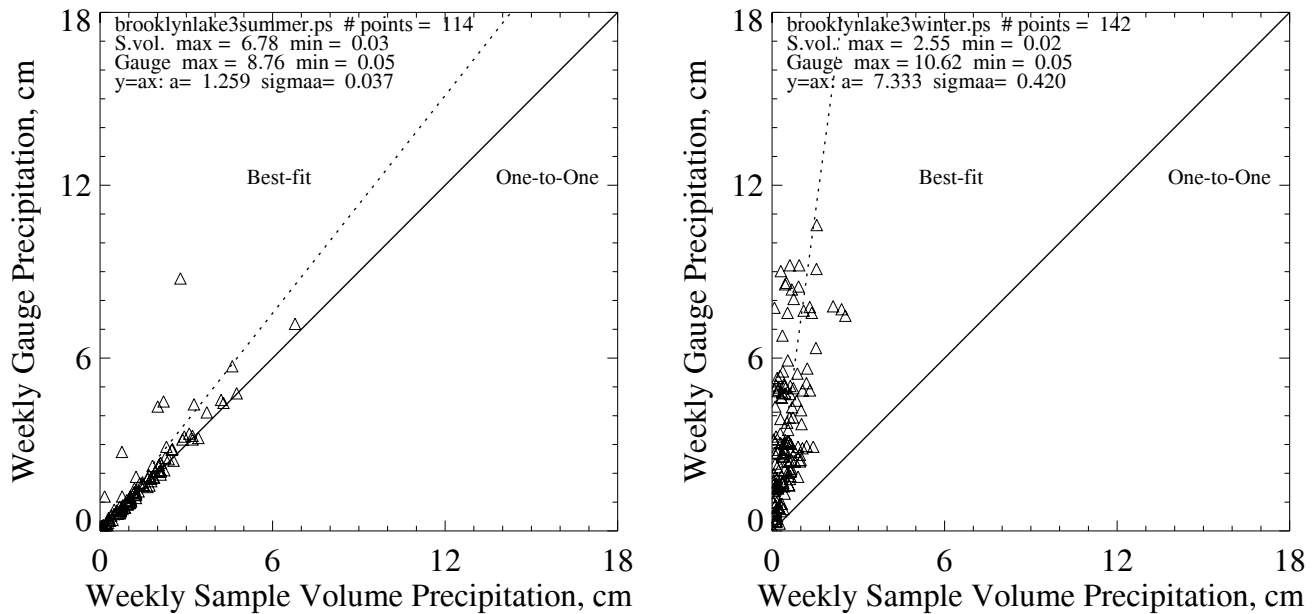 brooklynlake3summer.ps # points = 114
S.vol. max = 6.78 min = 0.03
Gauge max = 8.76 min = 0.05
y=ax: a= 1.259 sigmaa= 0.037
18
12
6
0
Best-fit
One-to-One
Weekly Gauge Precipitation, cm
0 6 12 18
Weekly Sample Volume Precipitation, cm
brooklynlake3winter.ps # points = 142
S.vol. max = 2.55 min = 0.02
Gauge max = 10.62 min = 0.05
y=ax: a= 7.333 sigmaa= 0.420
18
12
6
0
Best-fit
One-to-One
Weekly Gauge Precipitation, cm
0 6 12 18
Weekly Sample Volume Precipitation, cm